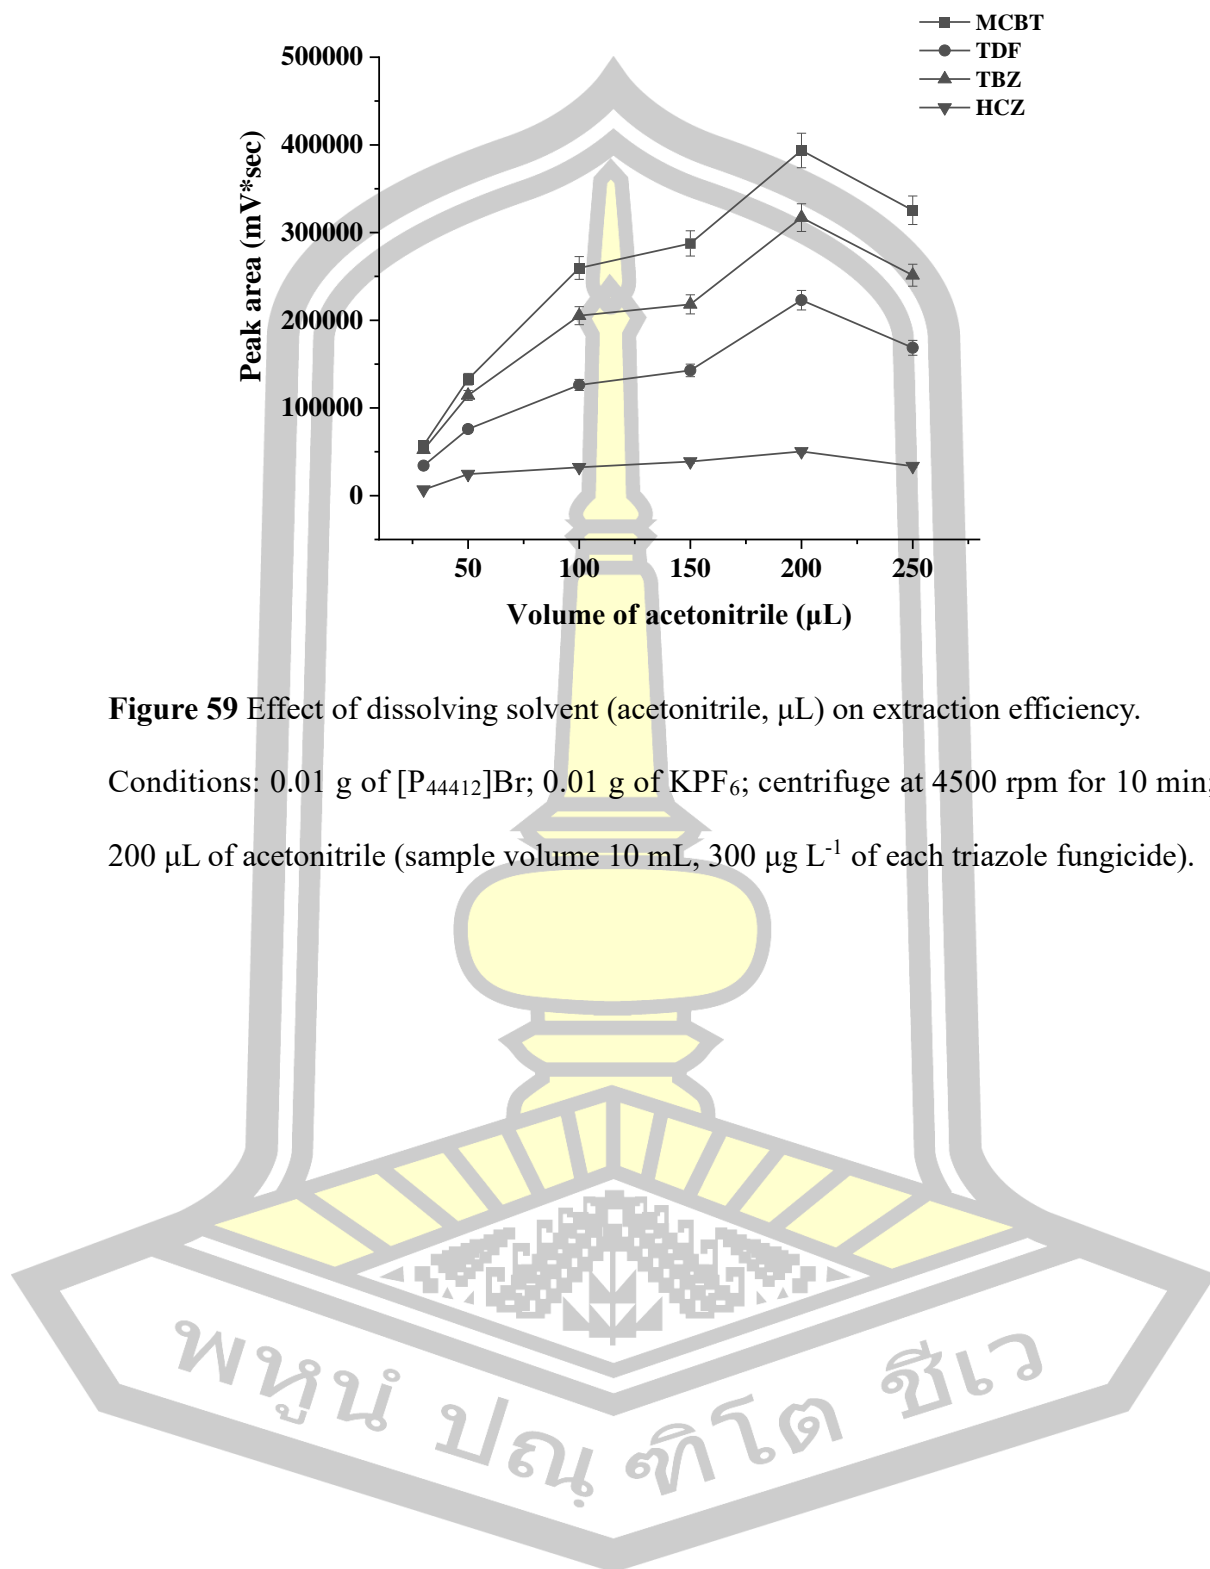 MCBT
TDF
TBZ
HCZ
500000
400000
300000
200000
100000
0
Peak area (mV*sec)
50 100 150 200 250
Volume of acetonitrile (μL)
Figure 59 Effect of dissolving solvent (acetonitrile, μL) on extraction efficiency.
Conditions: 0.01 g of [P₄₄₄₁₂]Br; 0.01 g of KPF₆; centrifuge at 4500 rpm for 10 min;
200 μL of acetonitrile (sample volume 10 mL, 300 μg L⁻¹ of each triazole fungicide).
พหูนํ ปณฺฑิโต ชีเว